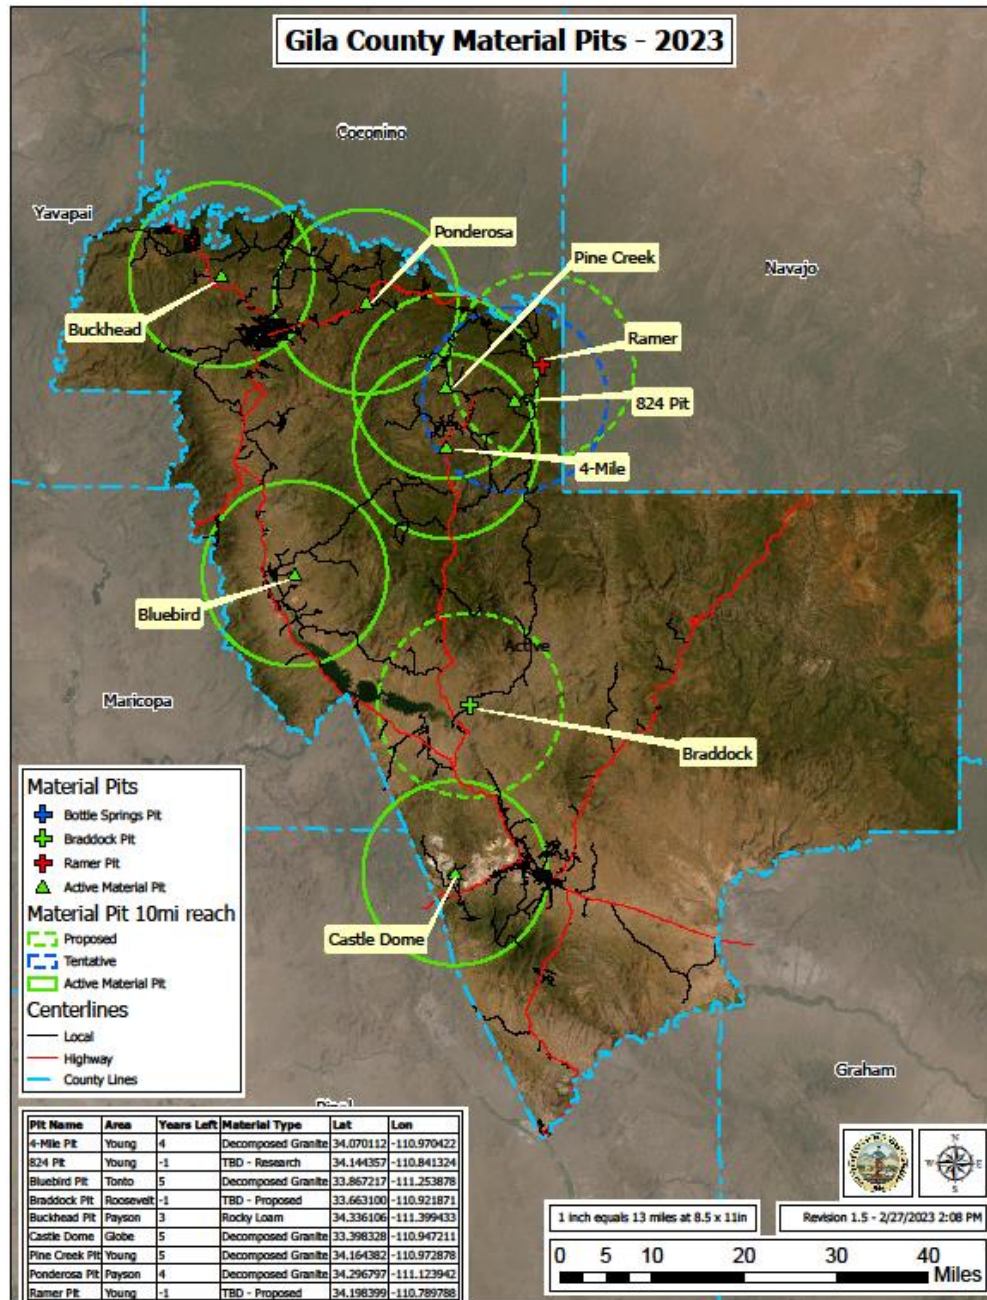 Gila County Material Pits - 2023
Coconino
Yavapai
Ponderosa
Pine Creek
Navajo
Buckhead
Ramer
824 Pit
4-Mile
Bluebird
Active
Maricopa
Braddock
Castle Dome
Graham
Material Pits
Bottle Springs Pit
Braddock Pit
Ramer Pit
Active Material Pit
Material Pit 10mi reach
Proposed
Tentative
Active Material Pit
Centerlines
Local
Highway
County Lines
Pit Name Area Years Left Material Type Lat Lon
4-Mile Pit Young 4 Decomposed Granite 34.070112 -110.970422
824 Pit Young -1 TBD - Research 34.144357 -110.841324
Bluebird Pit Tonto 5 Decomposed Granite 33.867217 -111.253878
Braddock Pit Roosevelt -1 TBD - Proposed 33.663100 -110.921871
Buckhead Pit Payson 3 Rocky Loam 34.336106 -111.399433
Castle Dome Globe 5 Decomposed Granite 33.398328 -110.947211
Pine Creek Pit Young 5 Decomposed Granite 34.164382 -110.972878
Ponderosa Pit Payson 4 Decomposed Granite 34.296797 -111.123942
Ramer Pit Young -1 TBD - Proposed 34.198399 -110.789788
N
W E
S
1 inch equals 13 miles at 8.5 x 11in
Revision 1.5 - 2/27/2023 2:08 PM
0 5 10 20 30 40
Miles